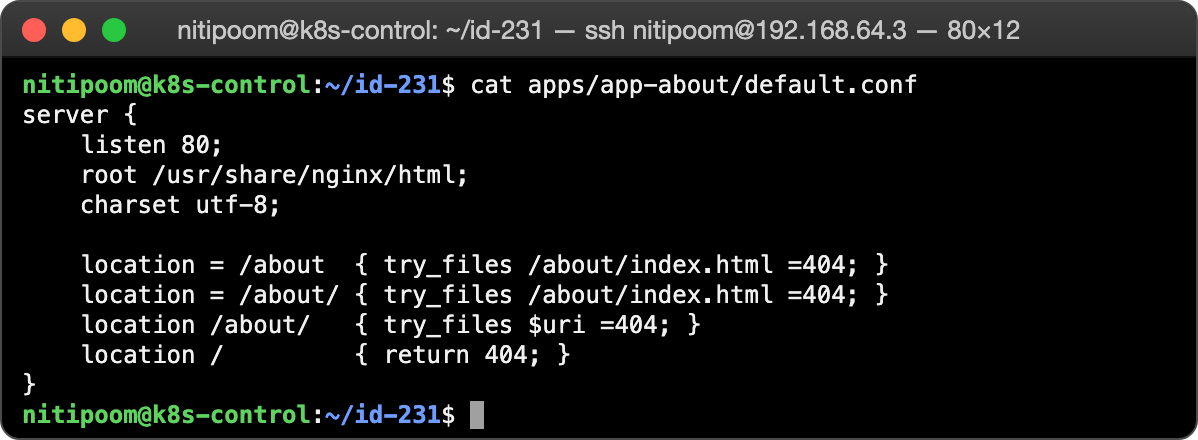 nitipoom@k8s-control: ~/id-231 — ssh nitipoom@192.168.64.3 — 80×12
nitipoom@k8s-control:~/id-231$ cat apps/app-about/default.conf
server {
    listen 80;
    root /usr/share/nginx/html;
    charset utf-8;

    location = /about  { try_files /about/index.html =404; }
    location = /about/ { try_files /about/index.html =404; }
    location /about/   { try_files $uri =404; }
    location /         { return 404; }
}
nitipoom@k8s-control:~/id-231$